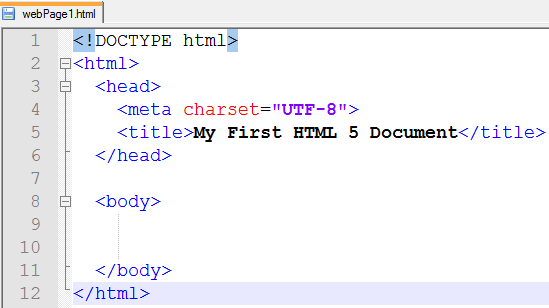 webPage1.html
1 <!DOCTYPE html>
2 <html>
3   <head>
4     <meta charset="UTF-8">
5     <title>My First HTML 5 Document</title>
6   </head>
7
8   <body>
9
10
11   </body>
12 </html>